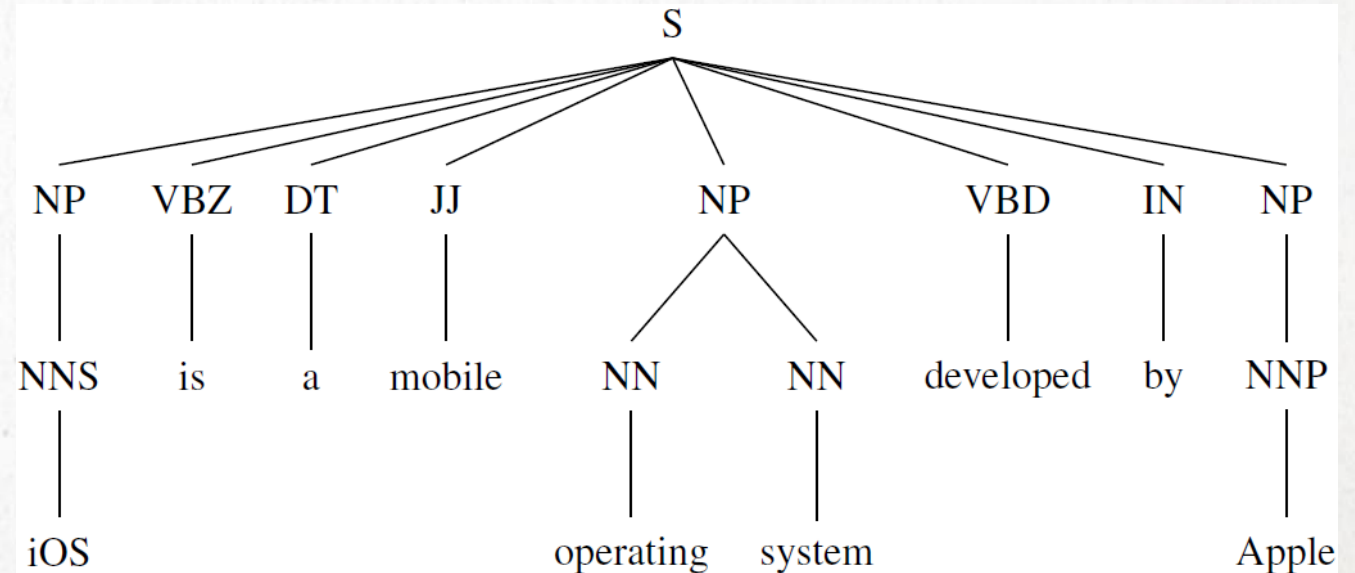 S
NP VBZ DT JJ NP VBD IN NP
NNS is a mobile NN NN developed by NNP
iOS operating system Apple